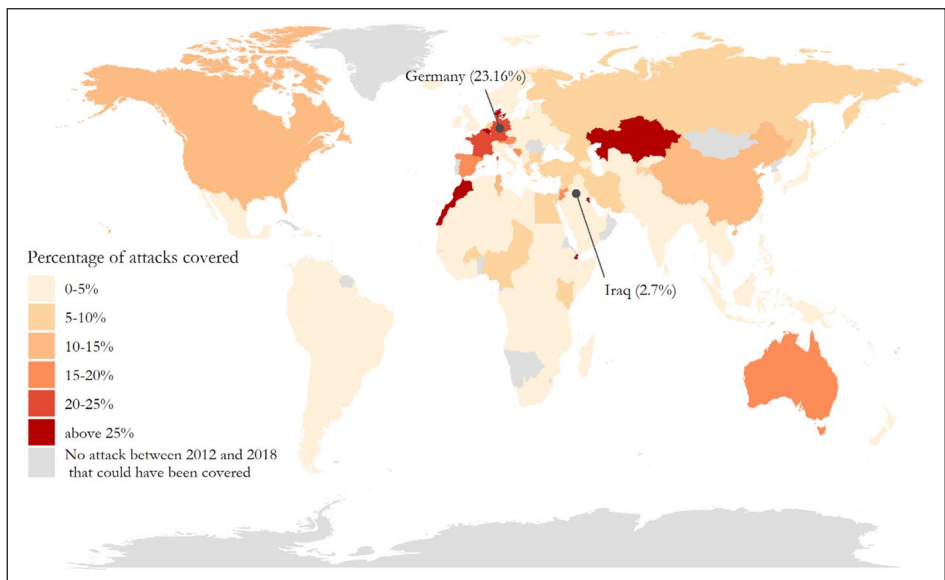 Germany (23.16%)
Iraq (2.7%)
Percentage of attacks covered
0-5%
5-10%
10-15%
15-20%
20-25%
above 25%
No attack between 2012 and 2018
that could have been covered